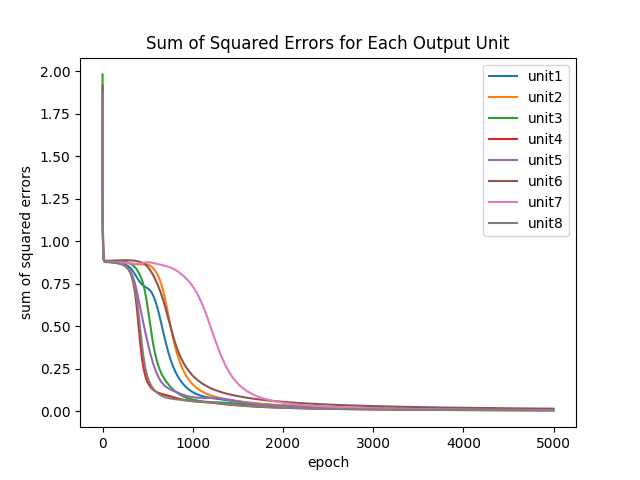 Sum of Squared Errors for Each Output Unit
sum of squared errors
2.00
1.75
1.50
1.25
1.00
0.75
0.50
0.25
0.00
unit1
unit2
unit3
unit4
unit5
unit6
unit7
unit8
0 1000 2000 3000 4000 5000
epoch